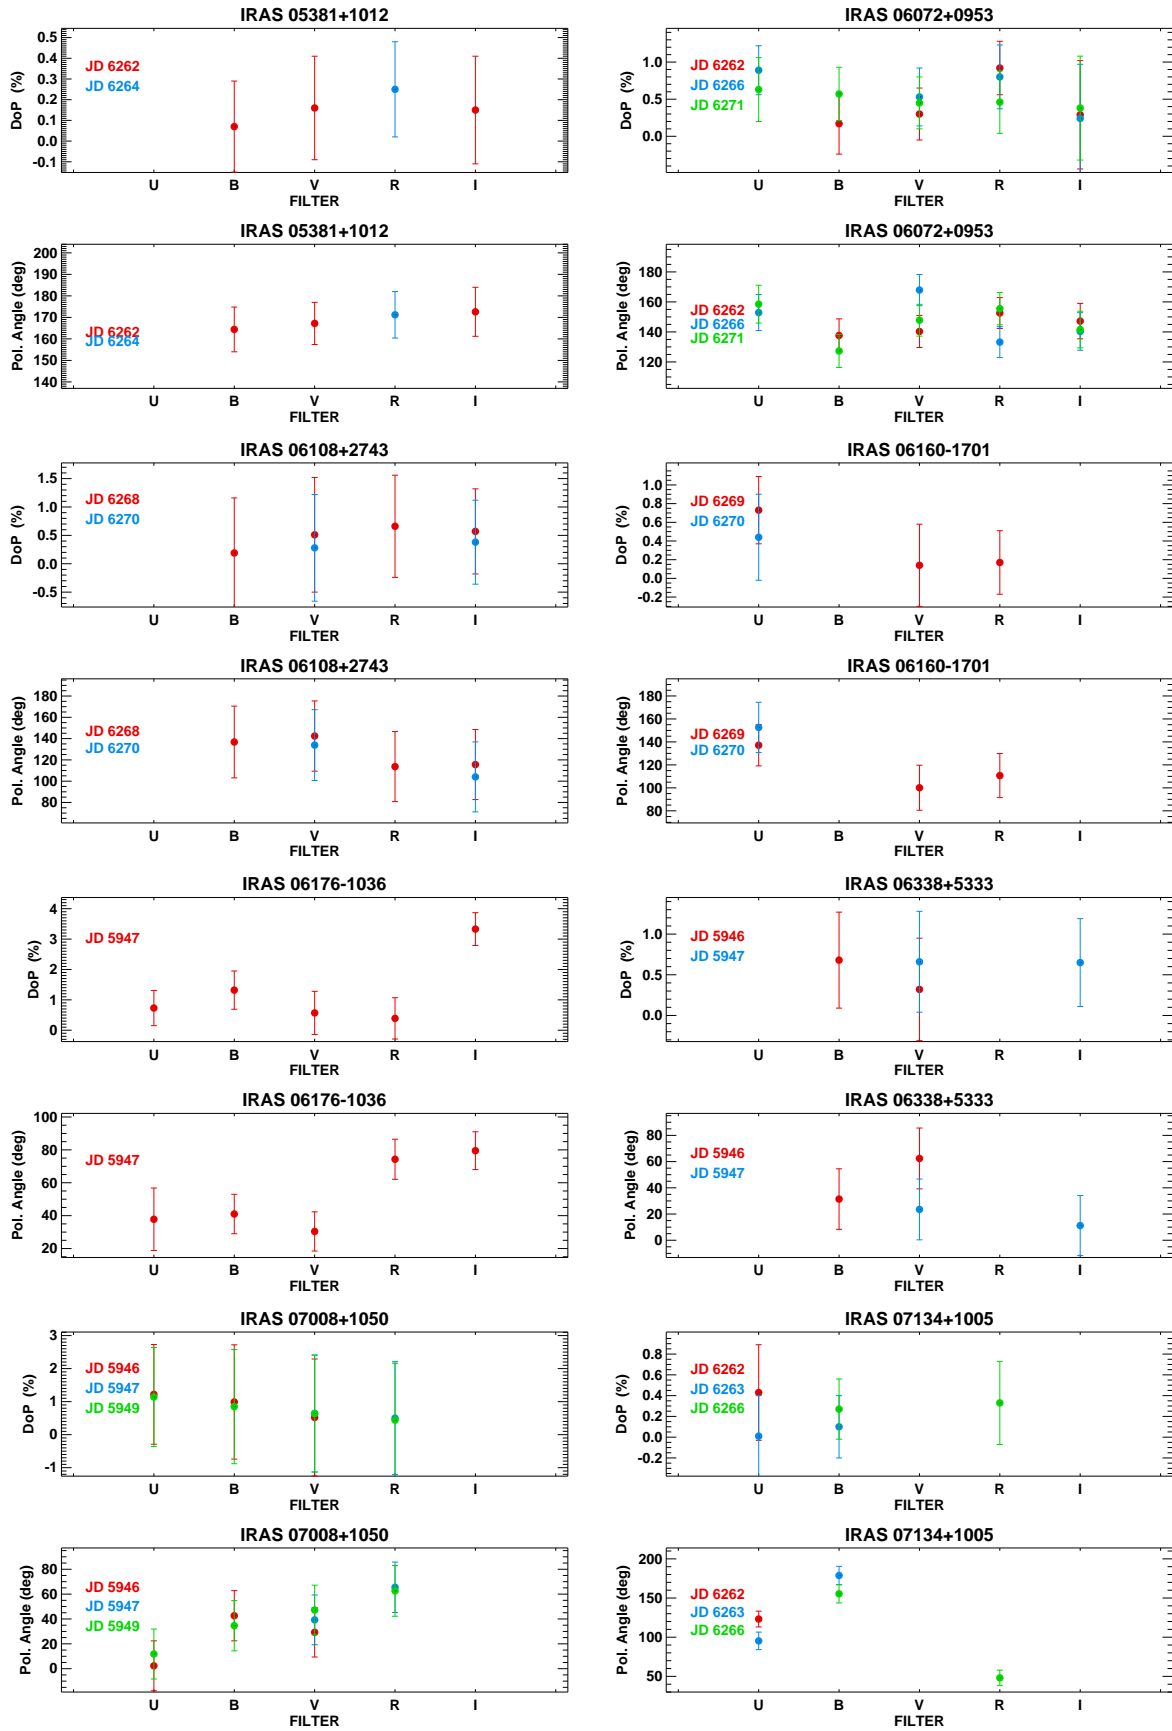 IRAS 05381+1012
0.5
0.4
0.3
0.2
0.1
0.0
-0.1
DoP (%)
JD 6262
JD 6264
U B V R I
FILTER
IRAS 06072+0953
1.0
0.5
0.0
DoP (%)
JD 6262
JD 6266
JD 6271
U B V R I
FILTER
IRAS 05381+1012
200
190
180
170
160
150
140
Pol. Angle (deg)
JD 6262
JD 6264
U B V R I
FILTER
IRAS 06072+0953
180
160
140
120
Pol. Angle (deg)
JD 6262
JD 6266
JD 6271
U B V R I
FILTER
IRAS 06108+2743
1.5
1.0
0.5
0.0
-0.5
DoP (%)
JD 6268
JD 6270
U B V R I
FILTER
IRAS 06160-1701
1.0
0.8
0.6
0.4
0.2
0.0
-0.2
DoP (%)
JD 6269
JD 6270
U B V R I
FILTER
IRAS 06108+2743
180
160
140
120
100
80
Pol. Angle (deg)
JD 6268
JD 6270
U B V R I
FILTER
IRAS 06160-1701
180
160
140
120
100
80
Pol. Angle (deg)
JD 6269
JD 6270
U B V R I
FILTER
IRAS 06176-1036
4
3
2
1
0
DoP (%)
JD 5947
U B V R I
FILTER
IRAS 06338+5333
1.0
0.5
0.0
DoP (%)
JD 5946
JD 5947
U B V R I
FILTER
IRAS 06176-1036
100
80
60
40
20
Pol. Angle (deg)
JD 5947
U B V R I
FILTER
IRAS 06338+5333
80
60
40
20
0
Pol. Angle (deg)
JD 5946
JD 5947
U B V R I
FILTER
IRAS 07008+1050
3
2
1
0
-1
DoP (%)
JD 5946
JD 5947
JD 5949
U B V R I
FILTER
IRAS 07134+1005
0.8
0.6
0.4
0.2
0.0
-0.2
DoP (%)
JD 6262
JD 6263
JD 6266
U B V R I
FILTER
IRAS 07008+1050
80
60
40
20
0
Pol. Angle (deg)
JD 5946
JD 5947
JD 5949
U B V R I
FILTER
IRAS 07134+1005
200
150
100
50
Pol. Angle (deg)
JD 6262
JD 6263
JD 6266
U B V R I
FILTER